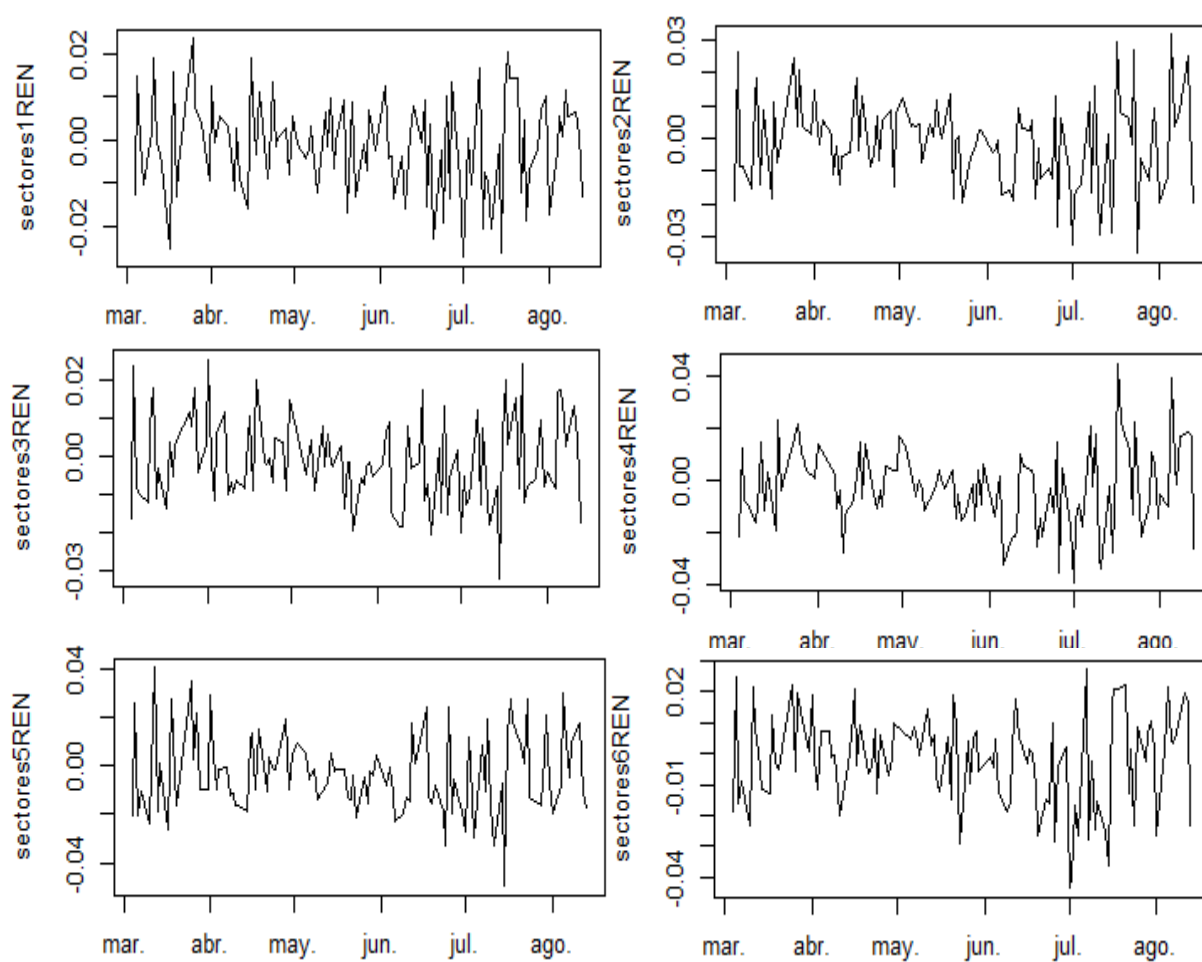 sectores1REN
0.02
0.00
-0.02
mar. abr. may. jun. jul. ago.
sectores2REN
0.03
0.00
-0.03
mar. abr. may. jun. jul. ago.
sectores3REN
0.02
0.00
-0.03
sectores4REN
0.04
0.00
-0.04
mar. abr. may. jun. jul. ago.
sectores5REN
0.04
0.00
-0.04
mar. abr. may. jun. jul. ago.
sectores6REN
0.02
-0.01
-0.04
mar. abr. may. jun. jul. ago.